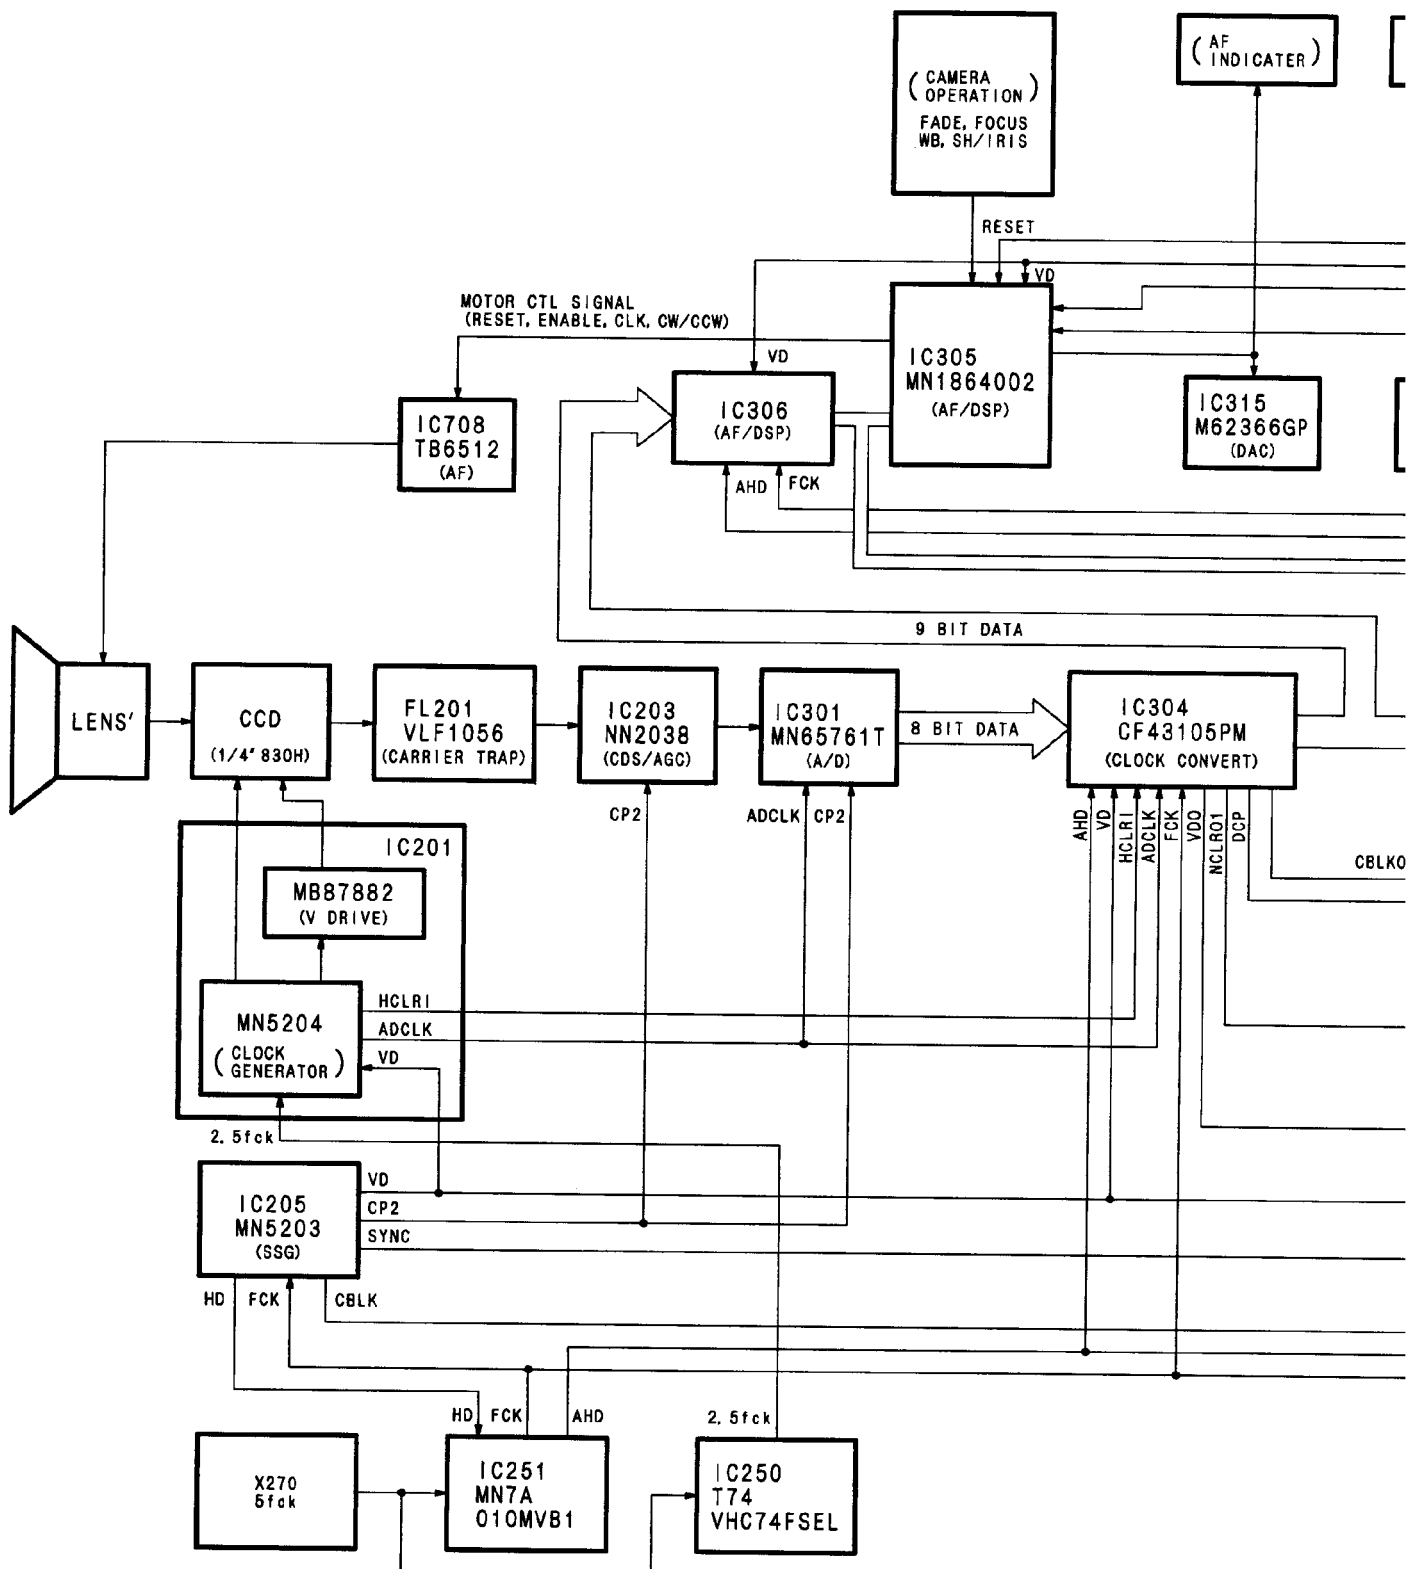 ( AF
INDICATER )
( CAMERA
OPERATION )
FADE, FOCUS
WB, SH/IRIS
RESET
VD
MOTOR CTL SIGNAL
(RESET, ENABLE, CLK, CW/CCW)
VD
IC305
MN1864002
(AF/DSP)
IC306
(AF/DSP)
IC315
M62366GP
(DAC)
IC708
TB6512
(AF)
AHD
FCK
9 BIT DATA
LENS'
CCD
(1/4" 830H)
FL201
VLF1056
(CARRIER TRAP)
IC203
NN2038
(CDS/AGC)
IC301
MN65761T
(A/D)
8 BIT DATA
IC304
CF43105PM
(CLOCK CONVERT)
CP2
ADCLK
CP2
AHD
VD
HCLRI
ADCLK
FCK
VDO
NCLRO1
DCP
CBLKO
IC201
MB87882
(V DRIVE)
MN5204
( CLOCK
GENERATOR )
HCLRI
ADCLK
VD
2.5fck
IC205
MN5203
(SSG)
VD
CP2
SYNC
HD
FCK
CBLK
HD
FCK
AHD
2.5fck
X270
5fck
IC251
MN7A
010MVB1
IC250
T74
VHC74FSEL